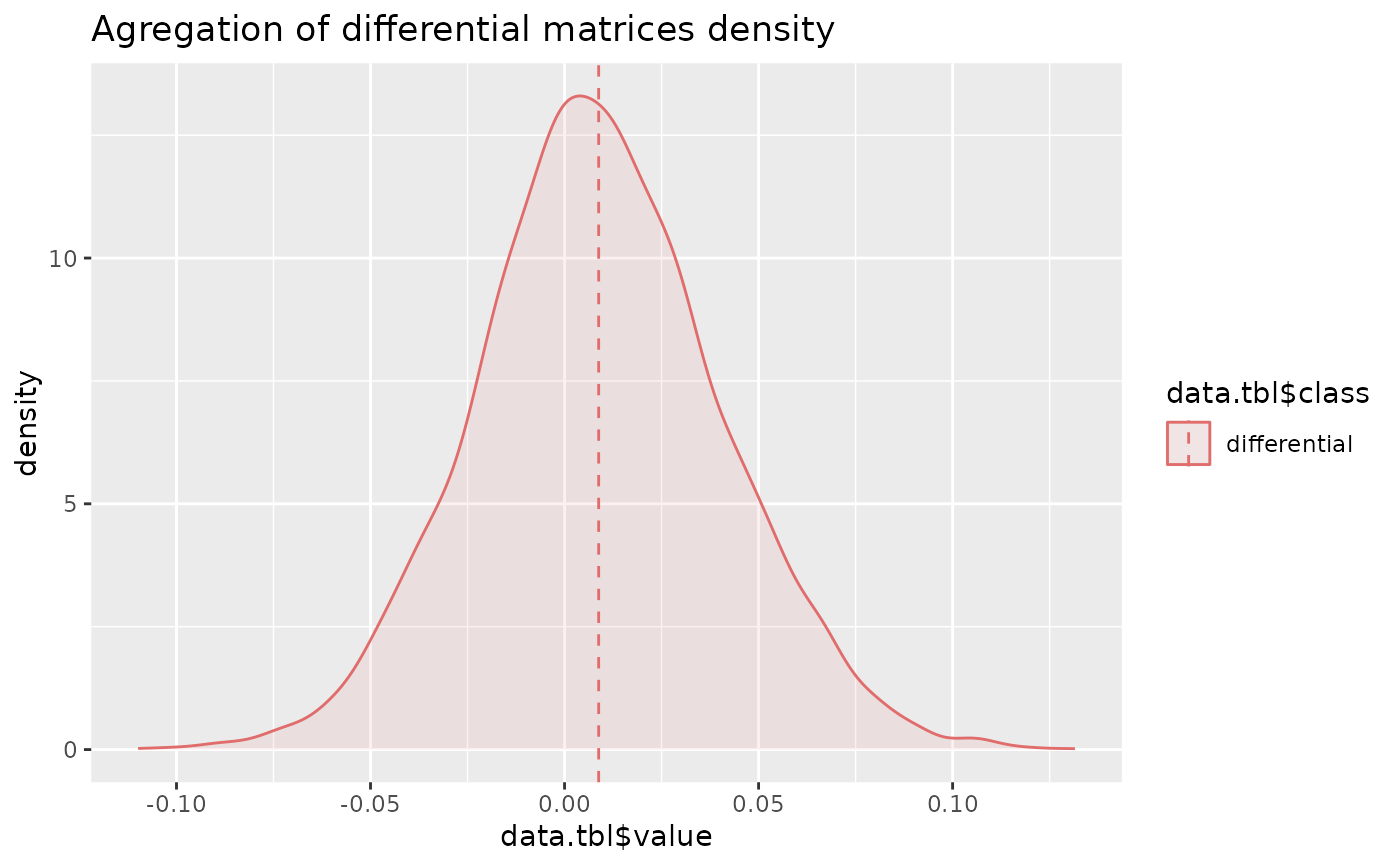 Agregation of differential matrices density
density
10
5
0
-0.10
-0.05
0.00
0.05
0.10
data.tbl$value
data.tbl$class
differential